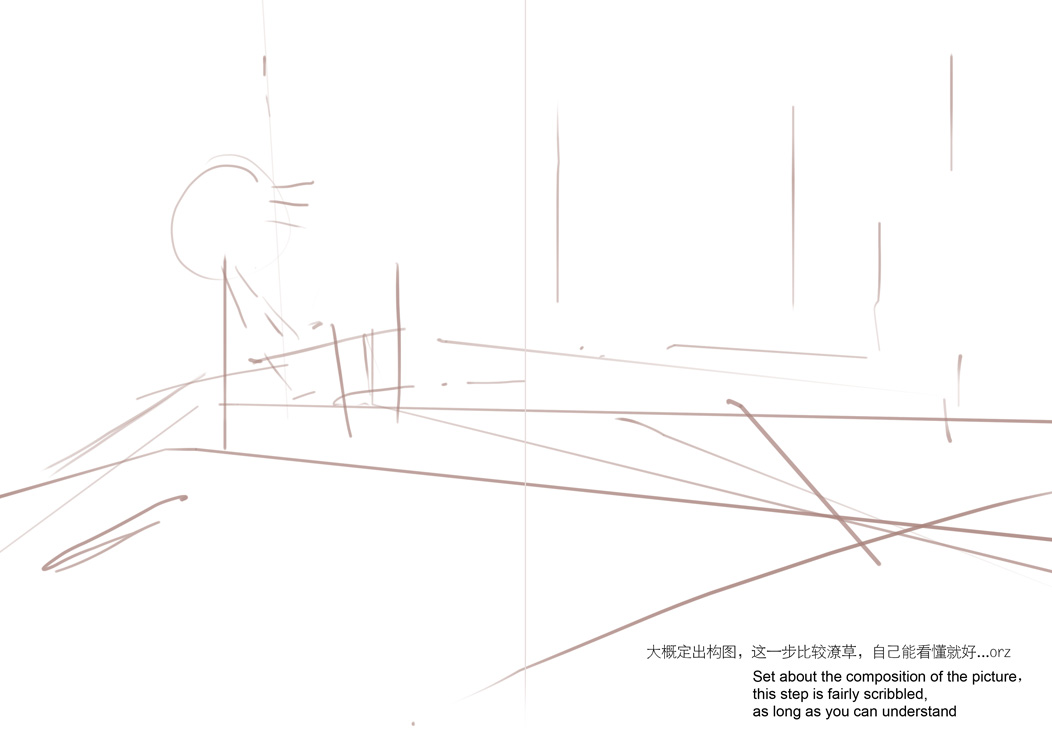 大概定出构图，这一步比较潦草，自己能看懂就好...orz
Set about the composition of the picture，
this step is fairly scribbled,
as long as you can understand